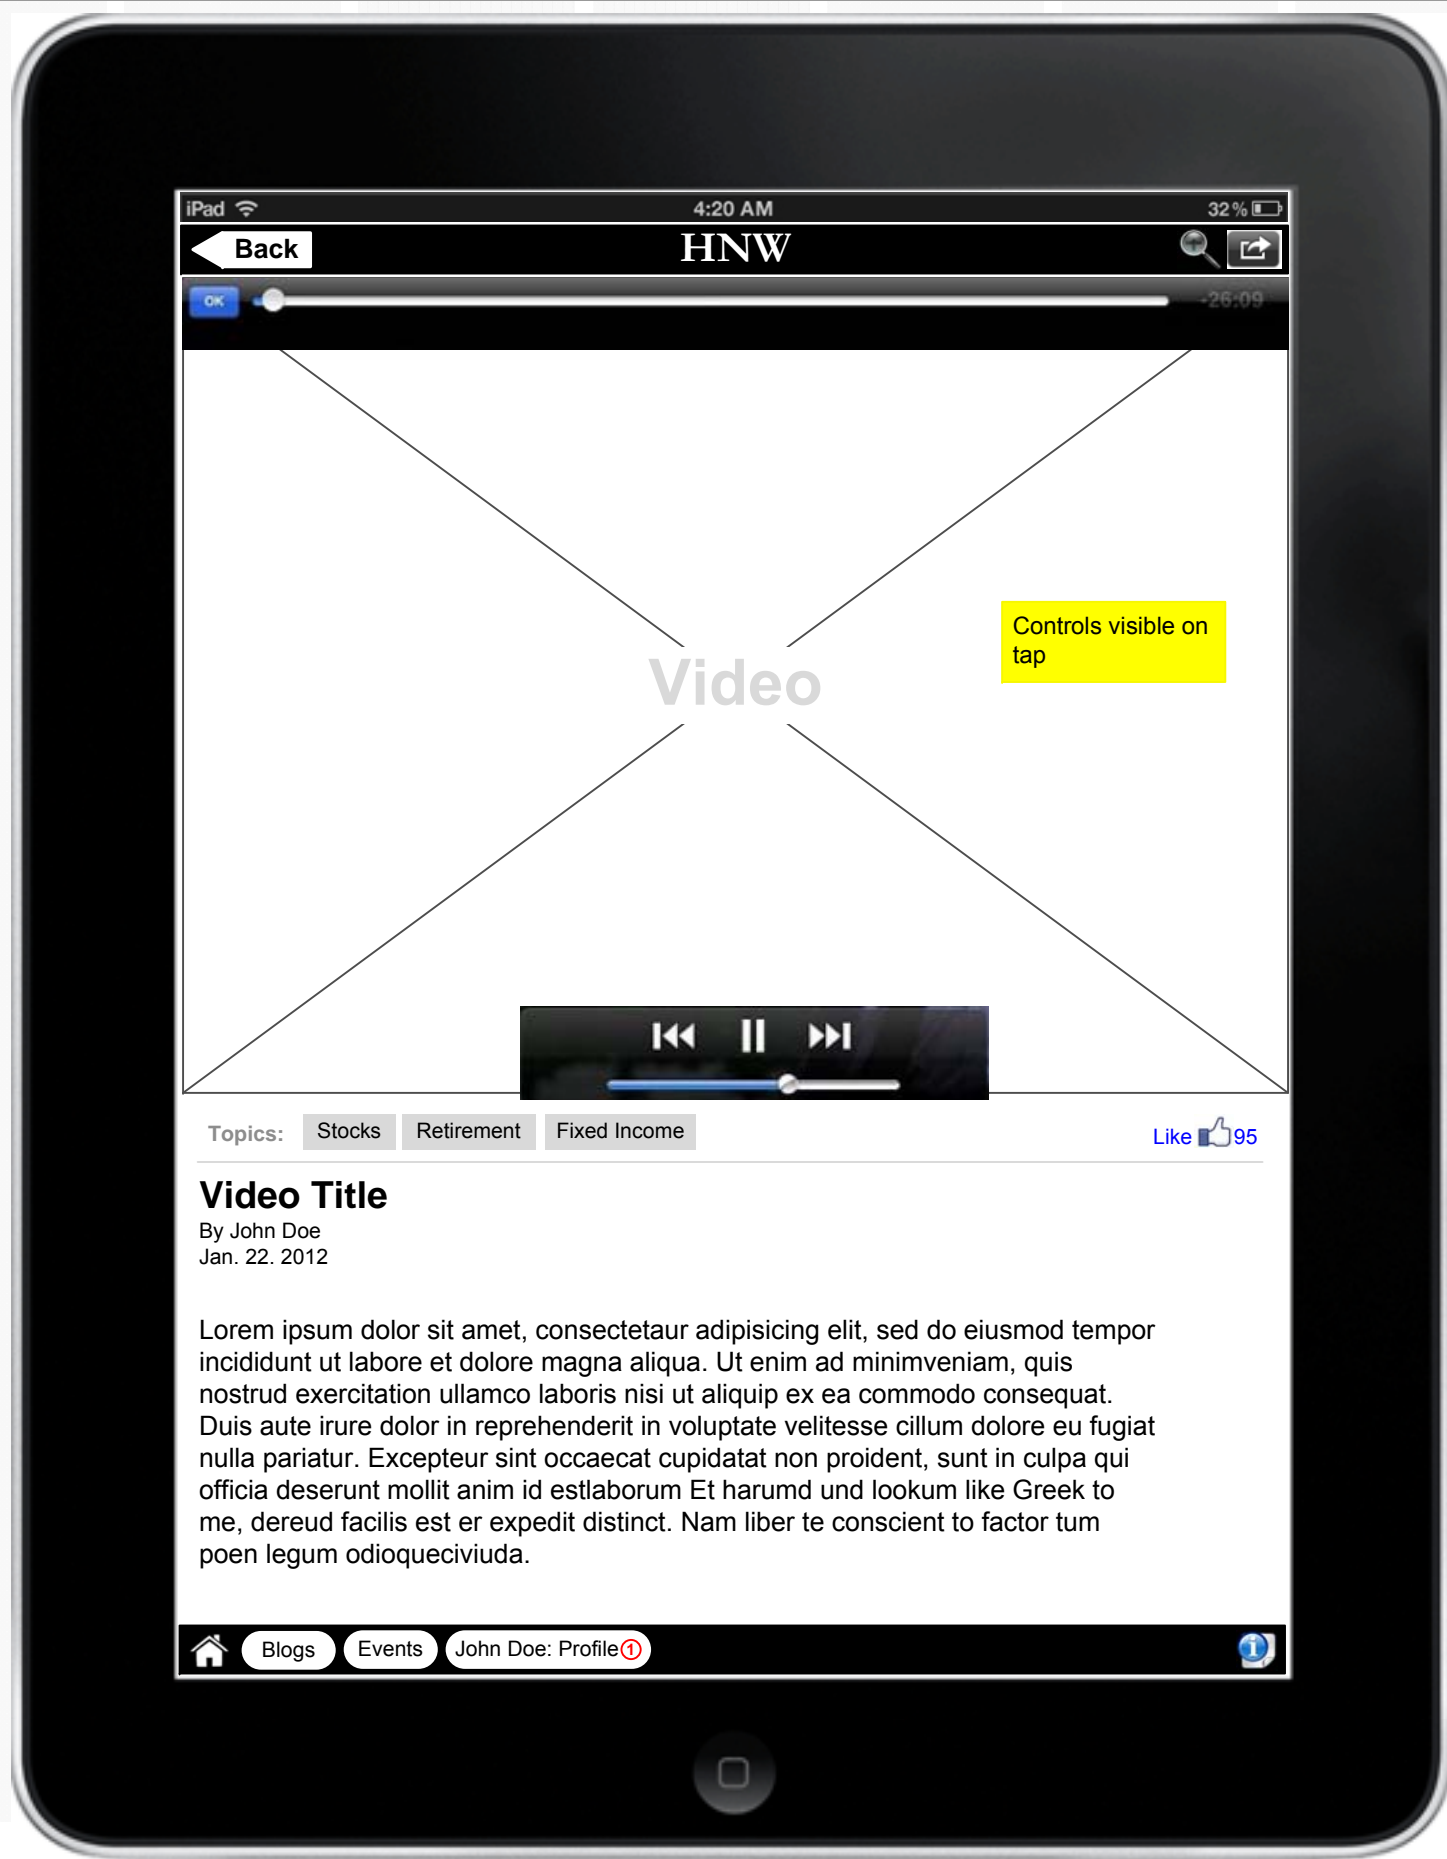 iPad 4:20 AM 32%
Back HNW
OK -26:09
Controls visible on
tap
Video
Topics: Stocks Retirement Fixed Income Like 95
Video Title
By John Doe
Jan. 22. 2012
Lorem ipsum dolor sit amet, consectetaur adipisicing elit, sed do eiusmod tempor
incididunt ut labore et dolore magna aliqua. Ut enim ad minimveniam, quis
nostrud exercitation ullamco laboris nisi ut aliquip ex ea commodo consequat.
Duis aute irure dolor in reprehenderit in voluptate velitesse cillum dolore eu fugiat
nulla pariatur. Excepteur sint occaecat cupidatat non proident, sunt in culpa qui
officia deserunt mollit anim id estlaborum Et harumd und lookum like Greek to
me, dereud facilis est er expedit distinct. Nam liber te conscient to factor tum
poen legum odioqueciviuda.
Blogs Events John Doe: Profile 1